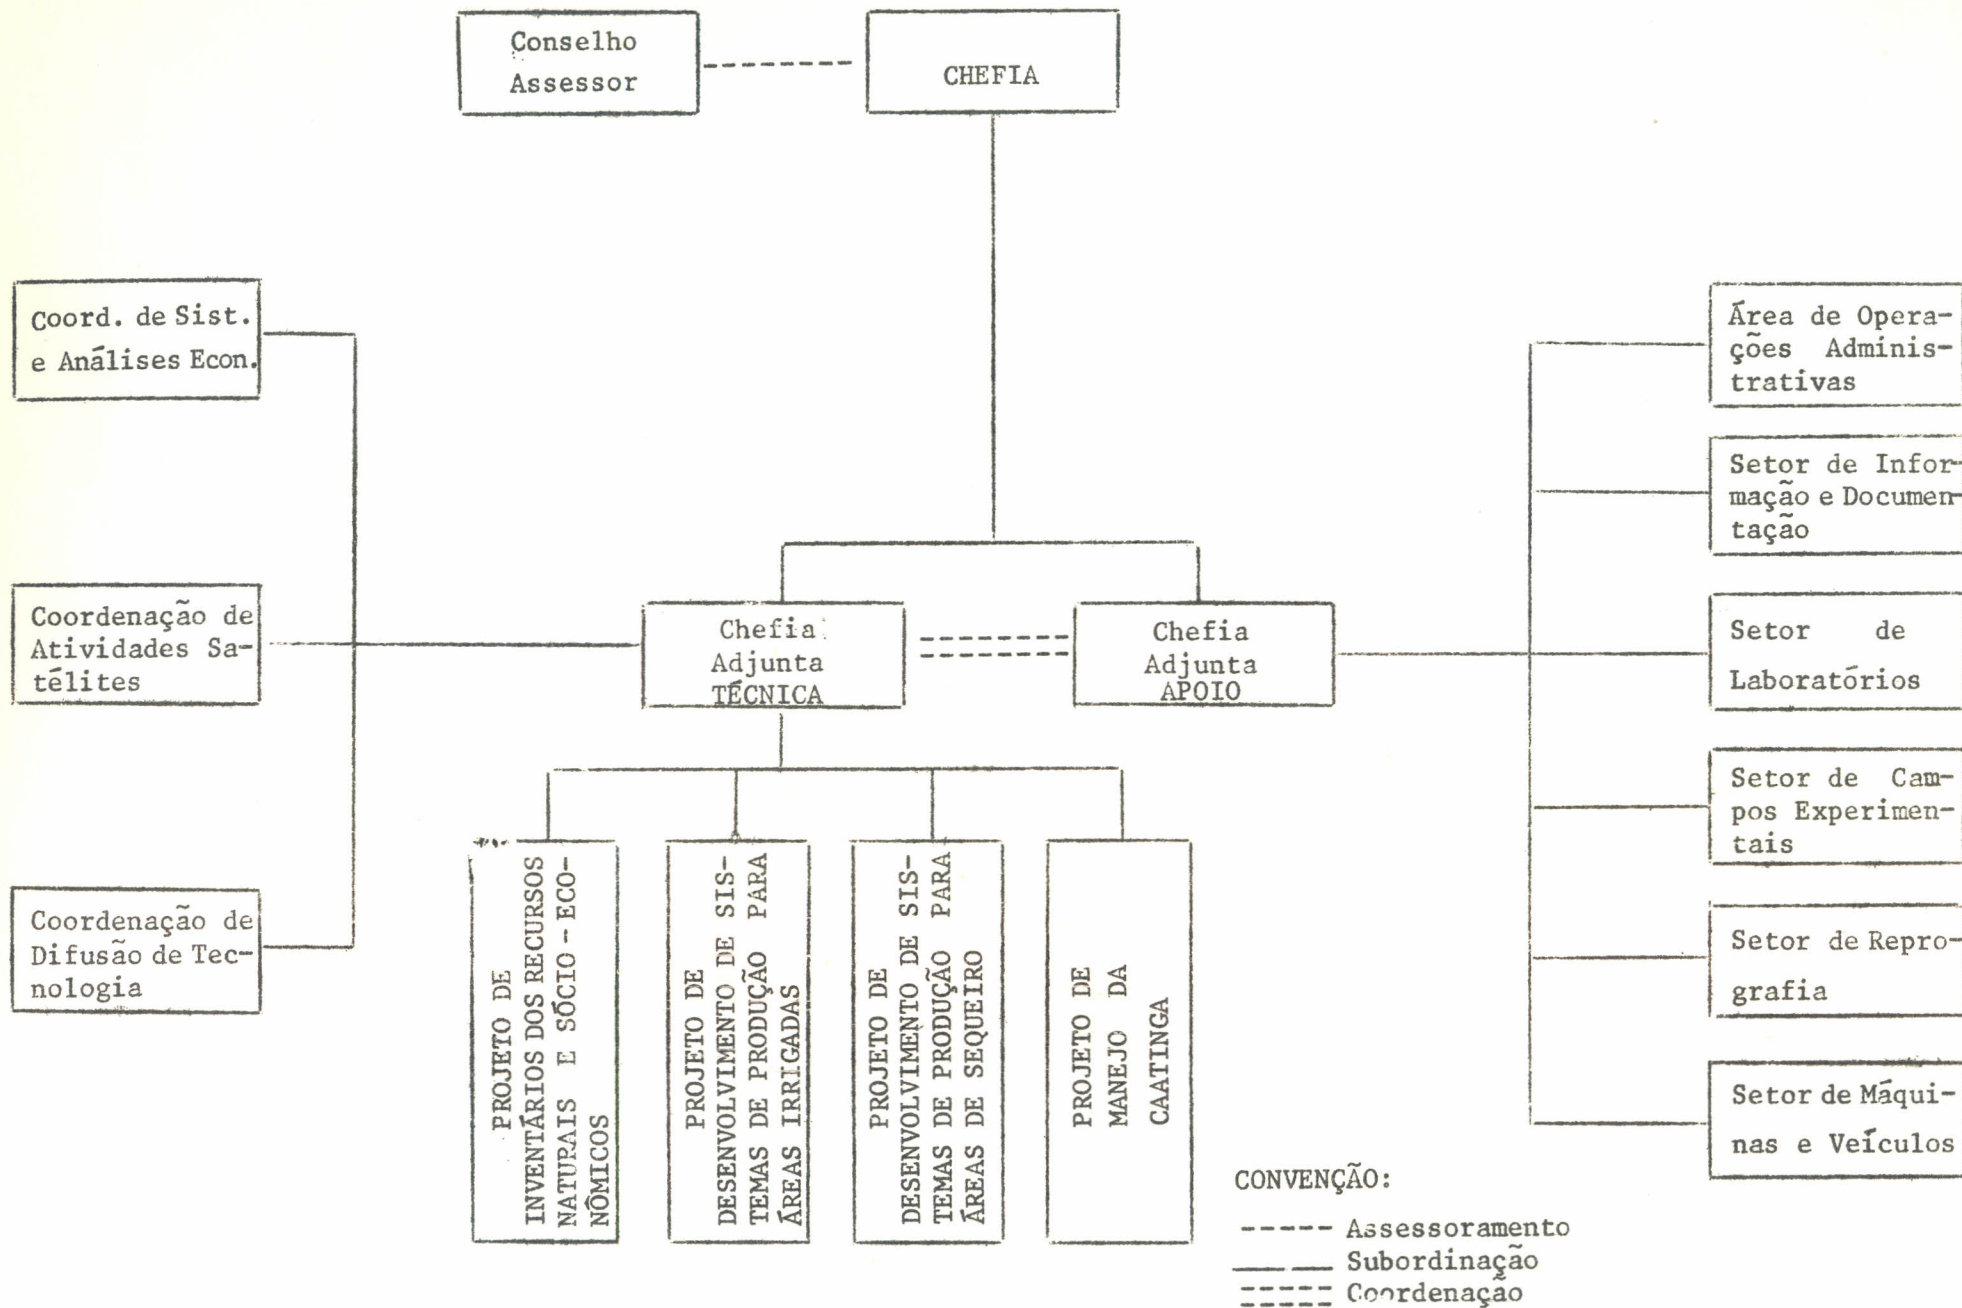 Conselho
Assessor
CHEFIA
Coord. de Sist.
e Análises Econ.
Coordenação de
Atividades Sa-
télites
Coordenação de
Difusão de Tec-
nologia
Chefia
Adjunta
TÉCNICA
Chefia
Adjunta
APOIO
Área de Opera-
ções Adminis-
trativas
Setor de Infor-
mação e Documen-
tação
Setor de
Laboratórios
Setor de Cam-
pos Experimen-
tais
Setor de Repro-
grafia
Setor de Máqui-
nas e Veículos
PROJETO DE
INVENTÁRIOS DOS RECURSOS
NATURAIS E SÓCIO-ECO-
NÔMICOS
PROJETO DE
DESENVOLVIMENTO DE SIS-
TEMAS DE PRODUÇÃO PARA
ÁREAS IRRIGADAS
PROJETO DE
DESENVOLVIMENTO DE SIS-
TEMAS DE PRODUÇÃO PARA
ÁREAS DE SEQUEIRO
PROJETO DE
MANEJO DA
CAATINGA
CONVENÇÃO:
Assessoramento
Subordinação
Coordenação